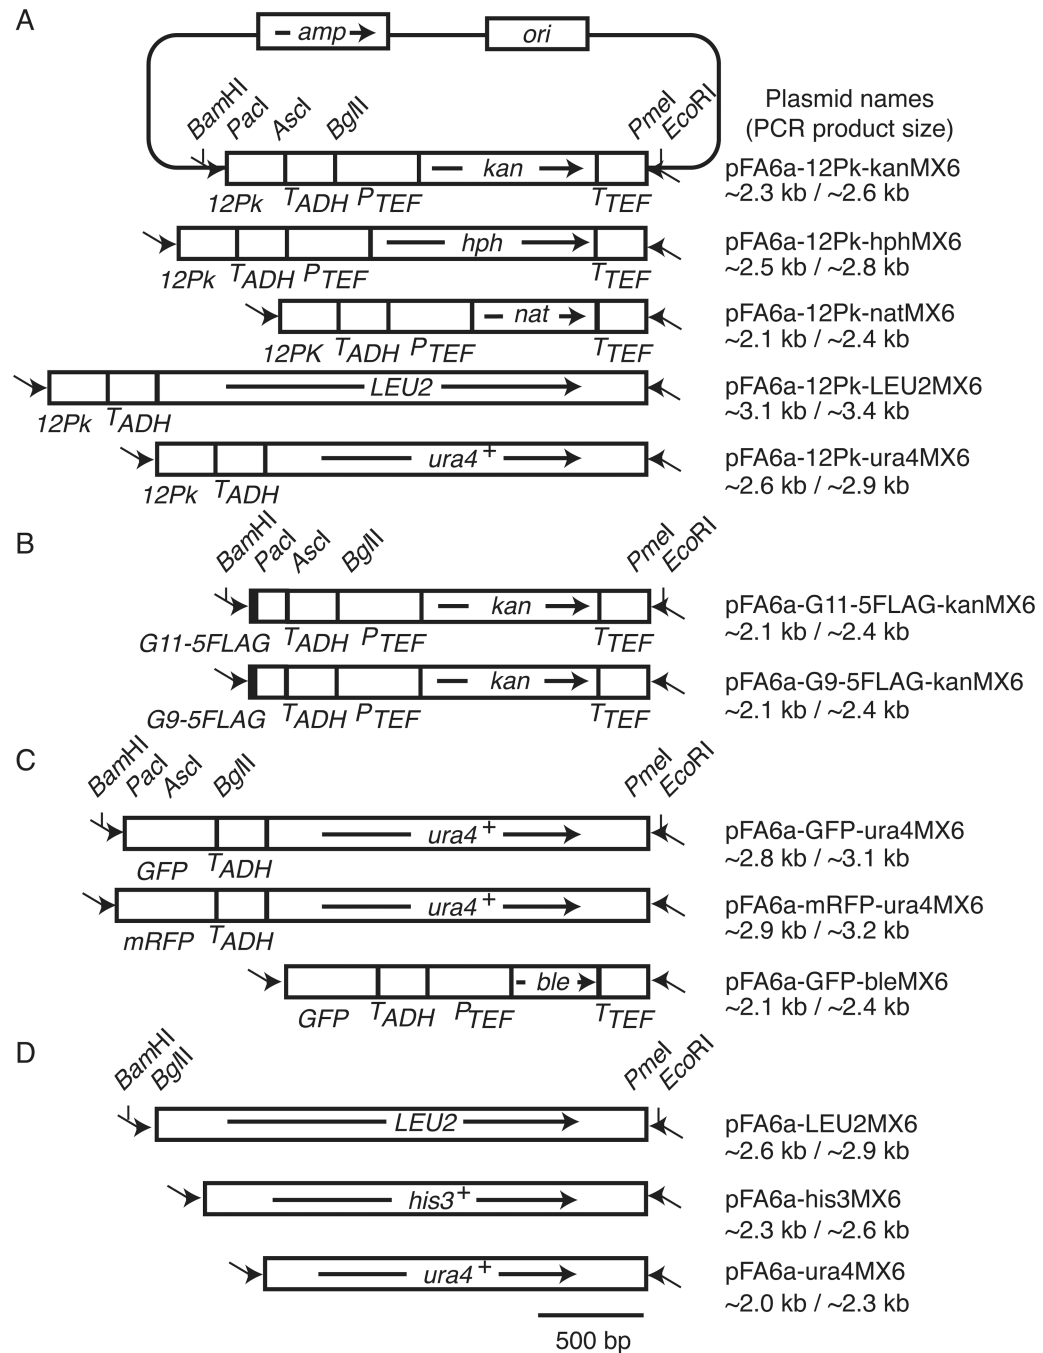 A
amp
ori
BamHI PacI AscI BglII PmeI EcoRI
Plasmid names
(PCR product size)
kan
12Pk TADH PTEF TTEF
pFA6a-12Pk-kanMX6
~2.3 kb / ~2.6 kb
hph
12Pk TADH PTEF TTEF
pFA6a-12Pk-hphMX6
~2.5 kb / ~2.8 kb
nat
12PK TADH PTEF TTEF
pFA6a-12Pk-natMX6
~2.1 kb / ~2.4 kb
LEU2
12Pk TADH
pFA6a-12Pk-LEU2MX6
~3.1 kb / ~3.4 kb
ura4+
12Pk TADH
pFA6a-12Pk-ura4MX6
~2.6 kb / ~2.9 kb
B
BamHI PacI AscI BglII PmeI EcoRI
kan
G11-5FLAG TADH PTEF TTEF
pFA6a-G11-5FLAG-kanMX6
~2.1 kb / ~2.4 kb
kan
G9-5FLAG TADH PTEF TTEF
pFA6a-G9-5FLAG-kanMX6
~2.1 kb / ~2.4 kb
C
BamHI PacI AscI BglII PmeI EcoRI
ura4+
GFP TADH
pFA6a-GFP-ura4MX6
~2.8 kb / ~3.1 kb
ura4+
mRFP TADH
pFA6a-mRFP-ura4MX6
~2.9 kb / ~3.2 kb
ble
GFP TADH PTEF TTEF
pFA6a-GFP-bleMX6
~2.1 kb / ~2.4 kb
D
BamHI BglII PmeI EcoRI
LEU2
pFA6a-LEU2MX6
~2.6 kb / ~2.9 kb
his3+
pFA6a-his3MX6
~2.3 kb / ~2.6 kb
ura4+
pFA6a-ura4MX6
~2.0 kb / ~2.3 kb
500 bp